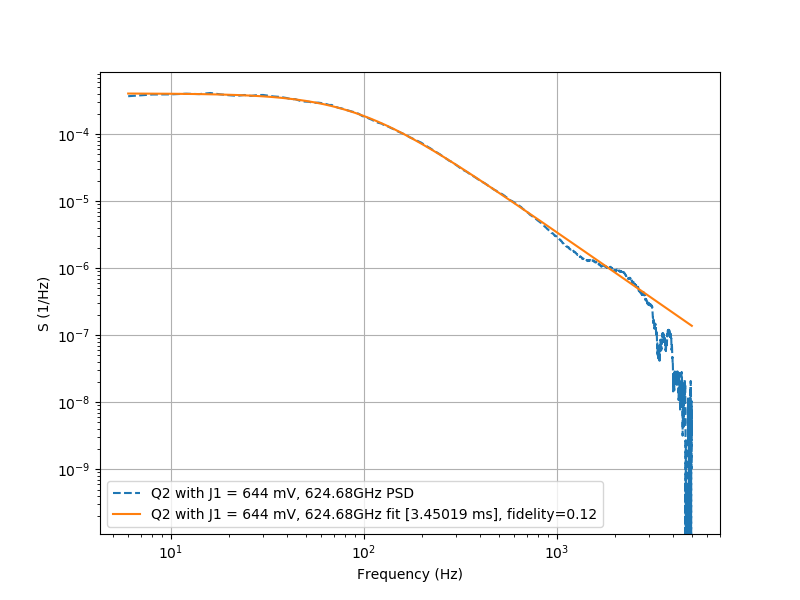 10⁻⁴
10⁻⁵
10⁻⁶
10⁻⁷
10⁻⁸
10⁻⁹
S (1/Hz)
Q2 with J1 = 644 mV, 624.68GHz PSD
Q2 with J1 = 644 mV, 624.68GHz fit [3.45019 ms], fidelity=0.12
10¹ 10² 10³
Frequency (Hz)